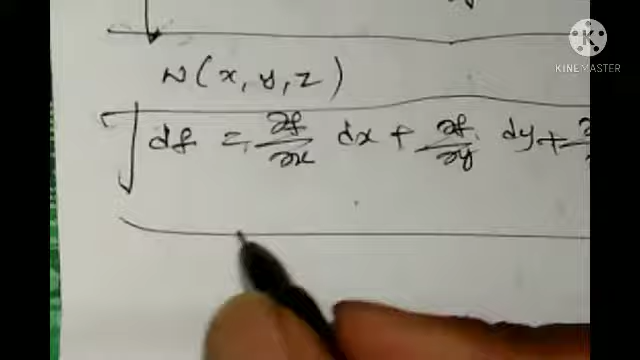 K
KINEMASTER
N(x, y, z)
df = ∂f/∂x dx + ∂f/∂y dy +